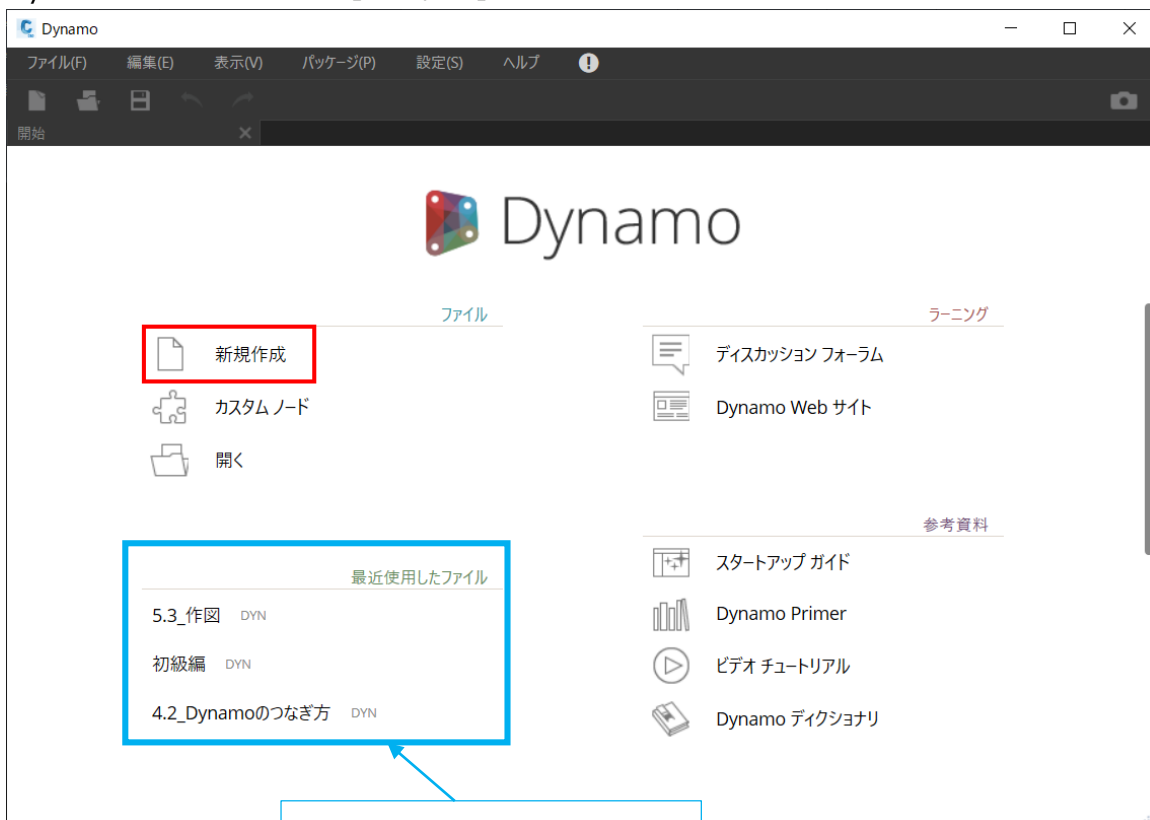 Dynamo
ファイル(F) 編集(E) 表示(V) パッケージ(P) 設定(S) ヘルプ
開始
Dynamo
ファイル
新規作成
カスタム ノード
開く
最近使用したファイル
5.3_作図 DYN
初級編 DYN
4.2_Dynamoのつなぎ方 DYN
ラーニング
ディスカッション フォーラム
Dynamo Web サイト
参考資料
スタートアップ ガイド
Dynamo Primer
ビデオ チュートリアル
Dynamo ディクショナリ